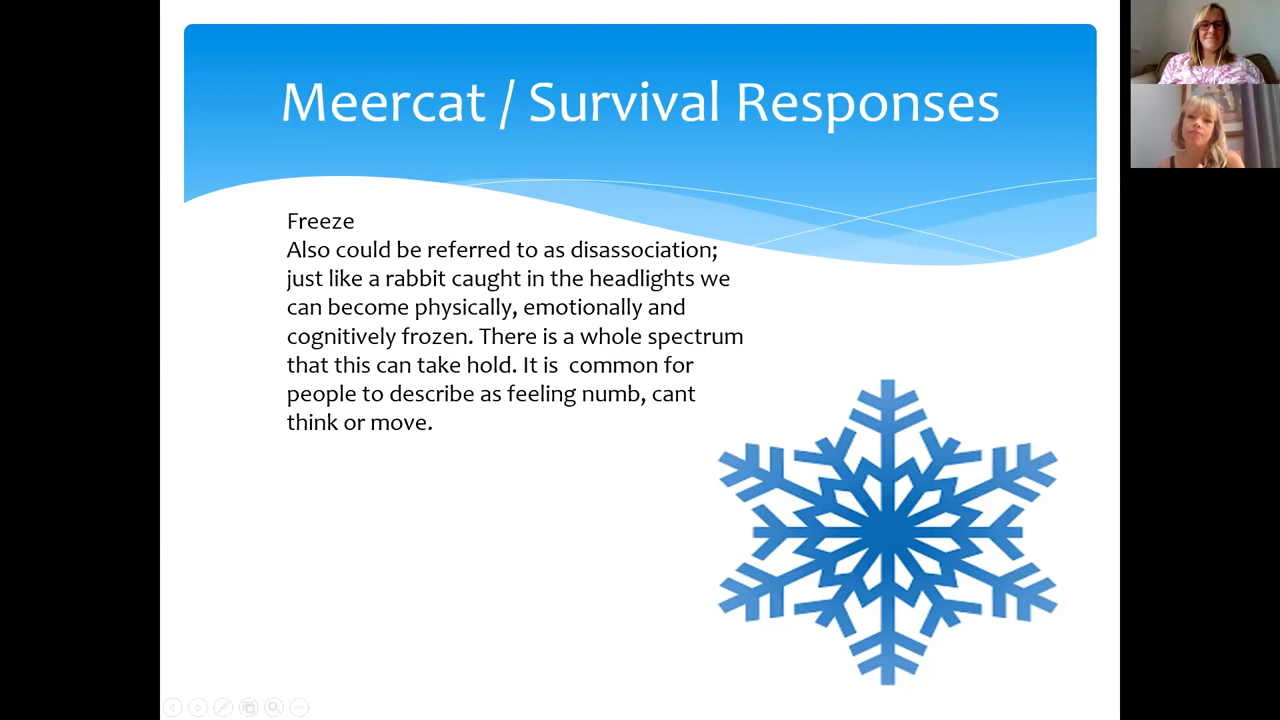 Meercat / Survival Responses
Freeze
Also could be referred to as disassociation;
just like a rabbit caught in the headlights we
can become physically, emotionally and
cognitively frozen. There is a whole spectrum
that this can take hold. It is  common for
people to describe as feeling numb, cant
think or move.